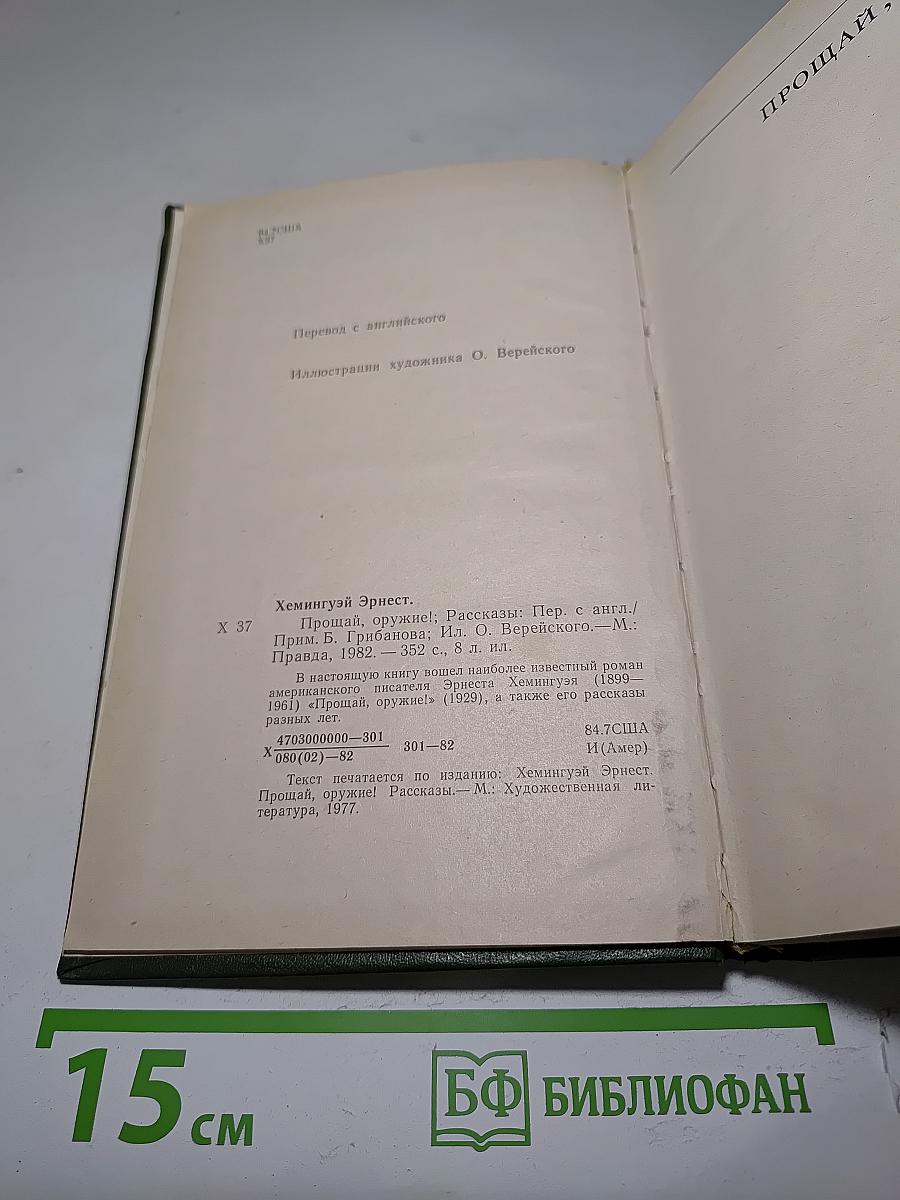 84.7США
Х37
Перевод с английского
Иллюстрации художника О. Верейского
Хемингуэй Эрнест.
Х 37
Прощай, оружие!; Рассказы: Пер. с англ./
Прим. Б. Грибанова; Ил. О. Верейского.—М.:
Правда, 1982. — 352 с., 8 л. ил.
В настоящую книгу вошел наиболее известный роман
американского писателя Эрнеста Хемингуэя (1899—
1961) «Прощай, оружие!» (1929), а также его рассказы
разных лет.
Х 4703000000—301
080(02)—82
301—82
84.7США
И(Амер)
Текст печатается по изданию: Хемингуэй Эрнест.
Прощай, оружие! Рассказы.—М.: Художественная ли-
тература, 1977.
ПРОЩАЙ,
15 см
БФ БИБЛИОФАН